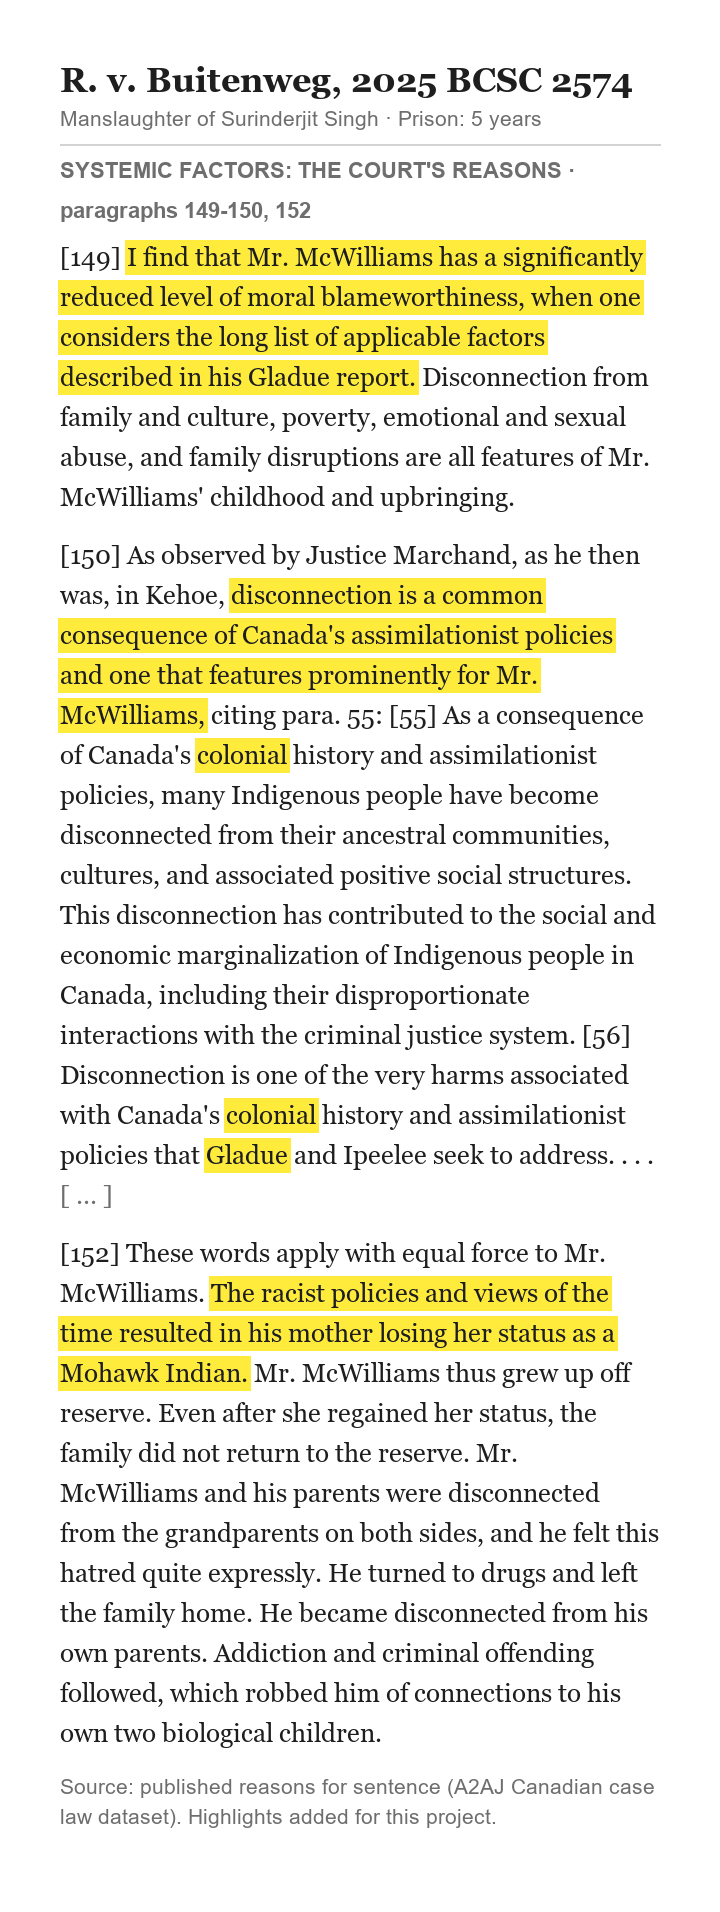 R. v. Buitenweg, 2025 BCSC 2574
Manslaughter of Surinderjit Singh · Prison: 5 years
SYSTEMIC FACTORS: THE COURT'S REASONS ·
paragraphs 149-150, 152
[149] I find that Mr. McWilliams has a significantly
reduced level of moral blameworthiness, when one
considers the long list of applicable factors
described in his Gladue report. Disconnection from
family and culture, poverty, emotional and sexual
abuse, and family disruptions are all features of Mr.
McWilliams' childhood and upbringing.
[150] As observed by Justice Marchand, as he then
was, in Kehoe, disconnection is a common
consequence of Canada's assimilationist policies
and one that features prominently for Mr.
McWilliams, citing para. 55: [55] As a consequence
of Canada's colonial history and assimilationist
policies, many Indigenous people have become
disconnected from their ancestral communities,
cultures, and associated positive social structures.
This disconnection has contributed to the social and
economic marginalization of Indigenous people in
Canada, including their disproportionate
interactions with the criminal justice system. [56]
Disconnection is one of the very harms associated
with Canada's colonial history and assimilationist
policies that Gladue and Ipeelee seek to address. . . .
[ ... ]
[152] These words apply with equal force to Mr.
McWilliams. The racist policies and views of the
time resulted in his mother losing her status as a
Mohawk Indian. Mr. McWilliams thus grew up off
reserve. Even after she regained her status, the
family did not return to the reserve. Mr.
McWilliams and his parents were disconnected
from the grandparents on both sides, and he felt this
hatred quite expressly. He turned to drugs and left
the family home. He became disconnected from his
own parents. Addiction and criminal offending
followed, which robbed him of connections to his
own two biological children.
Source: published reasons for sentence (A2AJ Canadian case
law dataset). Highlights added for this project.